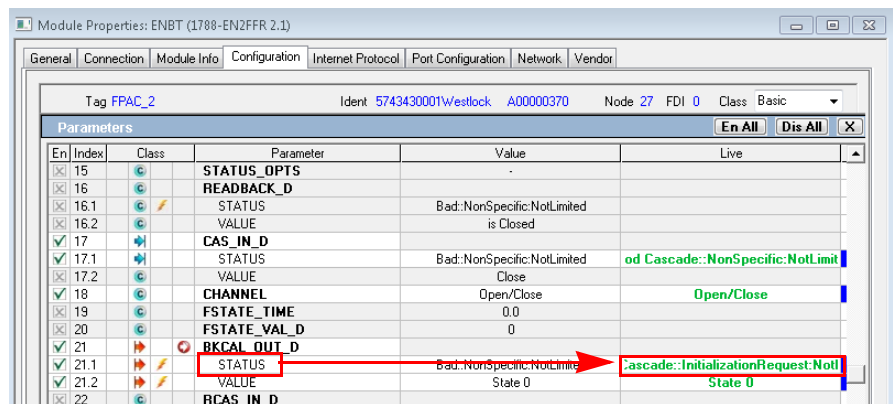 Module Properties: ENBT (1788-EN2FFR 2.1)
General Connection Module Info Configuration Internet Protocol Port Configuration Network Vendor
Tag FPAC_2 Ident 5743430001Westlock A00000370 Node 27 FDI 0 Class Basic
Parameters En All Dis All X
En Index Class Parameter Value Live
15 C STATUS_OPTS -
16 C READBACK_D
16.1 C STATUS Bad::NonSpecific:NotLimited
16.2 C VALUE is Closed
17 CAS_IN_D
17.1 STATUS Bad::NonSpecific:NotLimited od Cascade::NonSpecific:NotLimit
17.2 C VALUE Close
18 C CHANNEL Open/Close Open/Close
19 C FSTATE_TIME 0.0
20 C FSTATE_VAL_D 0
21 BKCAL_OUT_D
21.1 STATUS Bad::NonSpecific:NotLimited Cascade::InitializationRequest:Notl
21.2 VALUE State 0 State 0
22 C RCAS_IN_D